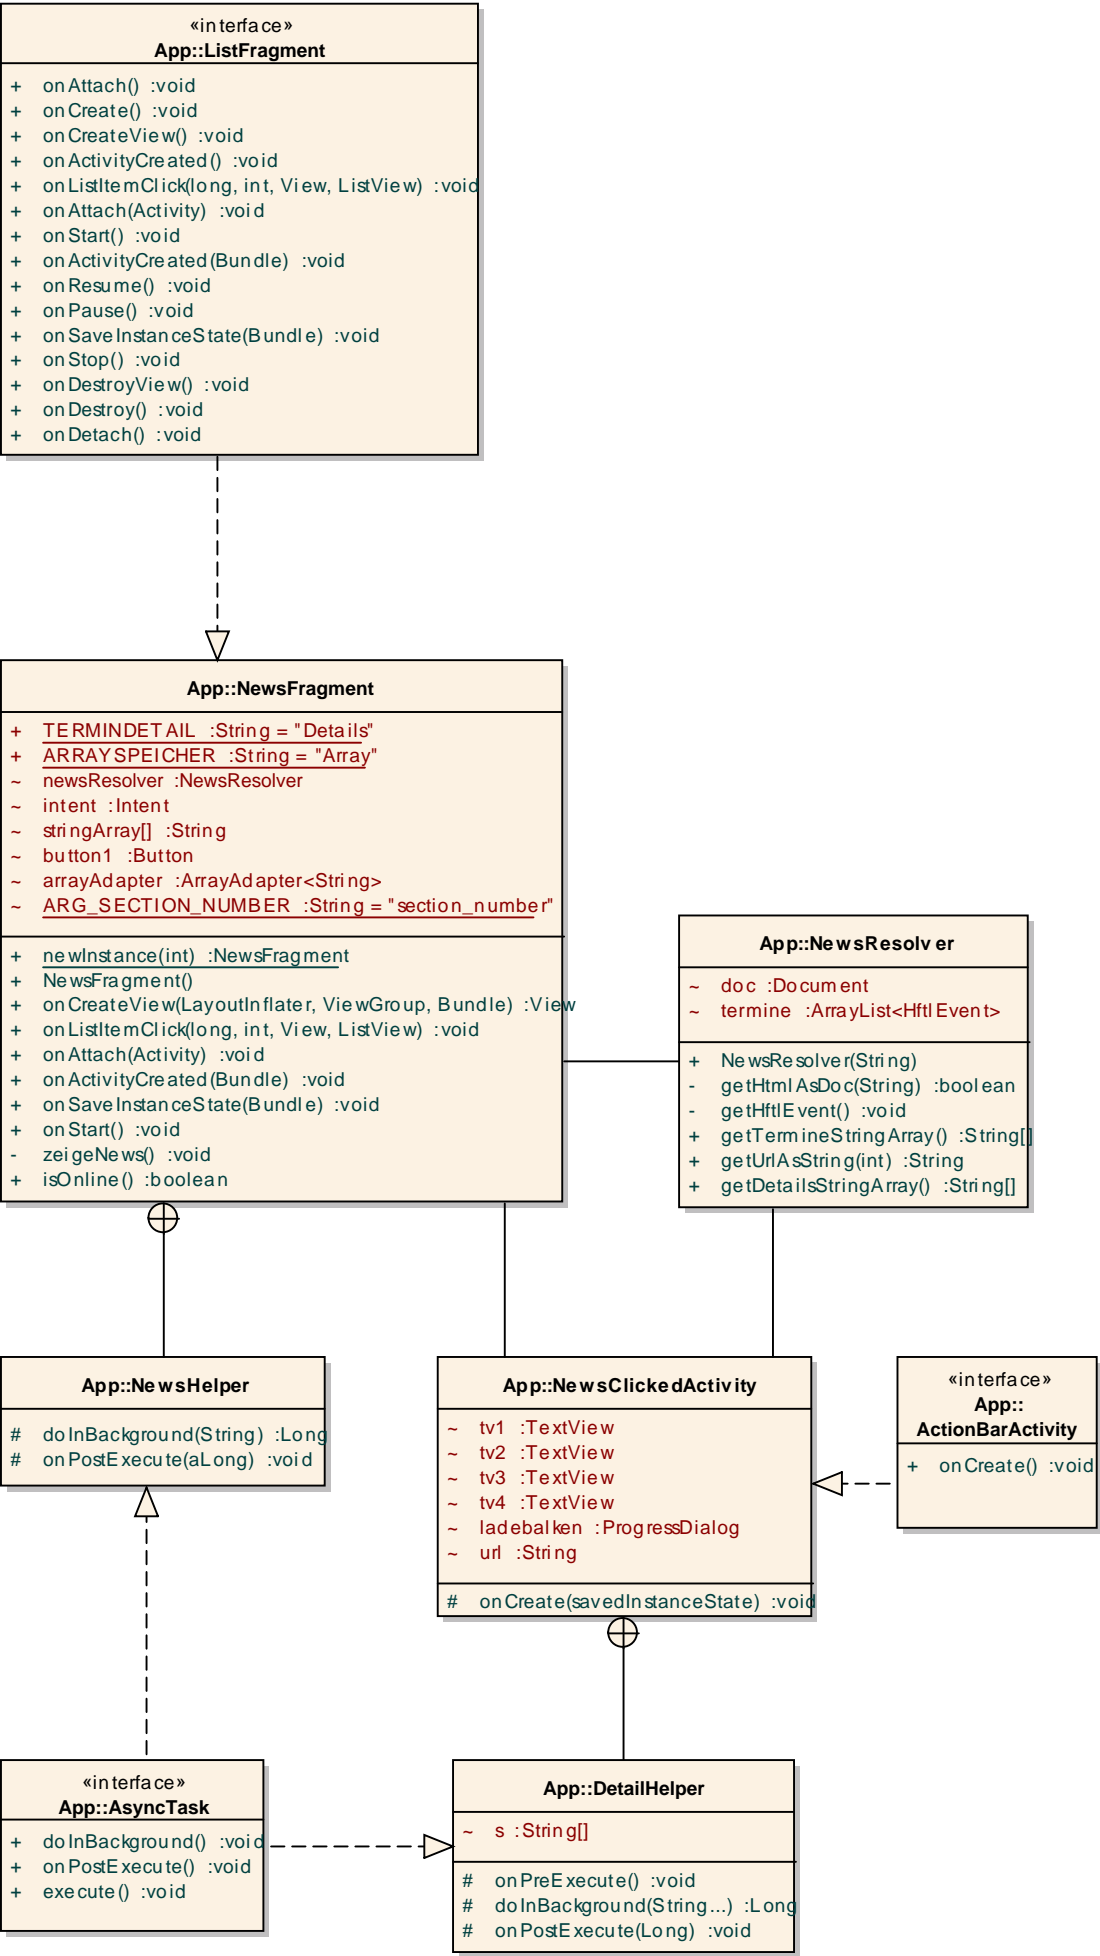 «interface»
App::ListFragment
+ onAttach() :void
+ onCreate() :void
+ onCreateView() :void
+ onActivityCreated() :void
+ onListItemClick(long, int, View, ListView) :void
+ onAttach(Activity) :void
+ onStart() :void
+ onActivityCreated(Bundle) :void
+ onResume() :void
+ onPause() :void
+ onSaveInstanceState(Bundle) :void
+ onStop() :void
+ onDestroyView() :void
+ onDestroy() :void
+ onDetach() :void
App::NewsFragment
+ TERMINDETAIL :String = "Details"
+ ARRAYSPEICHER :String = "Array"
~ newsResolver :NewsResolver
~ intent :Intent
~ stringArray[] :String
~ button1 :Button
~ arrayAdapter :ArrayAdapter<String>
~ ARG_SECTION_NUMBER :String = "section_number"
+ newInstance(int) :NewsFragment
+ NewsFragment()
+ onCreateView(LayoutInflater, ViewGroup, Bundle) :View
+ onListItemClick(long, int, View, ListView) :void
+ onAttach(Activity) :void
+ onActivityCreated(Bundle) :void
+ onSaveInstanceState(Bundle) :void
+ onStart() :void
- zeigeNews() :void
+ isOnline() :boolean
App::NewsResolver
~ doc :Document
~ termine :ArrayList<HftlEvent>
+ NewsResolver(String)
- getHtmlAsDoc(String) :boolean
- getHftlEvent() :void
+ getTermineStringArray() :String[]
+ getUrlAsString(int) :String
+ getDetailsStringArray() :String[]
App::NewsHelper
# doInBackground(String) :Long
# onPostExecute(aLong) :void
App::NewsClickedActivity
~ tv1 :TextView
~ tv2 :TextView
~ tv3 :TextView
~ tv4 :TextView
~ ladebalken :ProgressDialog
~ url :String
# onCreate(savedInstanceState) :void
«interface»
App::
ActionBarActivity
+ onCreate() :void
«interface»
App::AsyncTask
+ doInBackground() :void
+ onPostExecute() :void
+ execute() :void
App::DetailHelper
~ s :String[]
# onPreExecute() :void
# doInBackground(String...) :Long
# onPostExecute(Long) :void